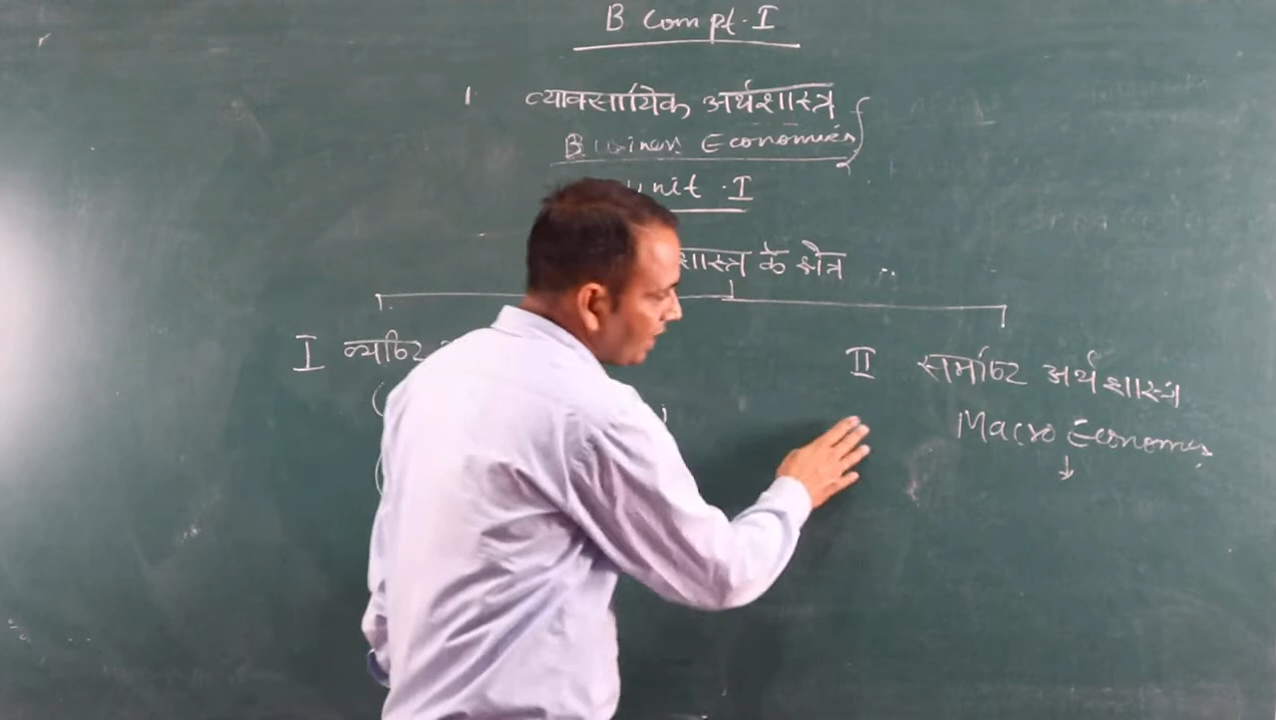 B Com pt. I
1. व्यावसायिक अर्थशास्त्र
Business Economics
unit . I
शास्त्र के क्षेत्र
I व्यष्टि
II समष्टि अर्थशास्त्र
Macro Economics